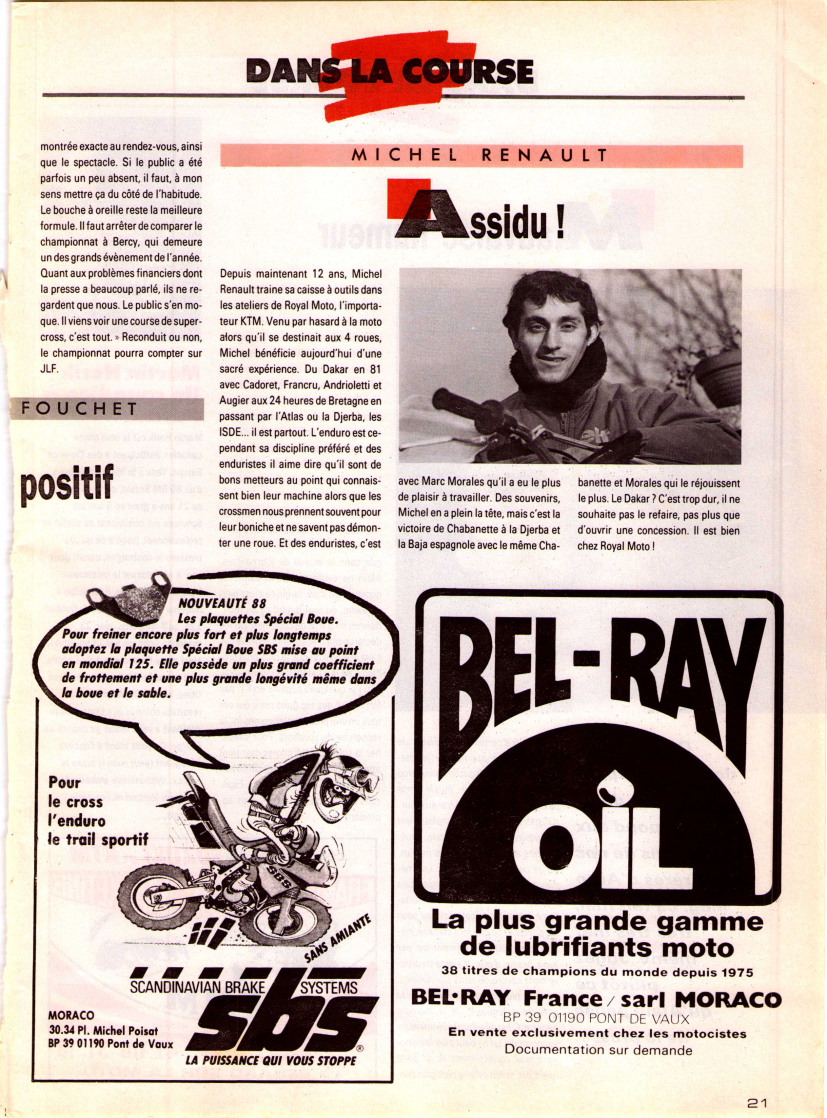 DANS LA COURSE
montrée exacte au rendez-vous, ainsi
que le spectacle. Si le public a été
parfois un peu absent, il faut, à mon
sens mettre ça du côté de l'habitude.
Le bouche à oreille reste la meilleure
formule. Il faut arrêter de comparer le
championnat à Bercy, qui demeure
un des grands évènement de l'année.
Quant aux problèmes financiers dont
la presse a beaucoup parlé, ils ne re-
gardent que nous. Le public s'en mo-
que. Il viens voir une course de super-
cross, c'est tout. » Reconduit ou non,
le championnat pourra compter sur
JLF.
FOUCHET
positif
MICHEL RENAULT
Assidu !
Depuis maintenant 12 ans, Michel
Renault traine sa caisse à outils dans
les ateliers de Royal Moto, l'importa-
teur KTM. Venu par hasard à la moto
alors qu'il se destinait aux 4 roues,
Michel bénéficie aujourd'hui d'une
sacré expérience. Du Dakar en 81
avec Cadoret, Francru, Andrioletti et
Augier aux 24 heures de Bretagne en
passant par l'Atlas ou la Djerba, les
ISDE... il est partout. L'enduro est ce-
pendant sa discipline préféré et des
enduristes il aime dire qu'il sont de
bons metteurs au point qui connais-
sent bien leur machine alors que les
crossmen nous prennent souvent pour
leur boniche et ne savent pas démon-
ter une roue. Et des enduristes, c'est
avec Marc Morales qu'il a eu le plus
de plaisir à travailler. Des souvenirs,
Michel en a plein la tête, mais c'est la
victoire de Chabanette à la Djerba et
la Baja espagnole avec le même Cha-
banette et Morales qui le réjouissent
le plus. Le Dakar ? C'est trop dur, il ne
souhaite pas le refaire, pas plus que
d'ouvrir une concession. Il est bien
chez Royal Moto !
NOUVEAUTÉ 88
Les plaquettes Spécial Boue.
Pour freiner encore plus fort et plus longtemps
adoptez la plaquette Spécial Boue SBS mise au point
en mondial 125. Elle possède un plus grand coefficient
de frottement et une plus grande longévité même dans
la boue et le sable.
Pour
le cross
l'enduro
le trail sportif
SBS
SANS AMIANTE
SCANDINAVIAN BRAKE SYSTEMS
sbs®
MORACO
30.34 Pl. Michel Poisat
BP 39 01190 Pont de Vaux
LA PUISSANCE QUI VOUS STOPPE
BEL-RAY
OIL
La plus grande gamme
de lubrifiants moto
38 titres de champions du monde depuis 1975
BEL•RAY France / sarl MORACO
BP 39 01190 PONT DE VAUX
En vente exclusivement chez les motocistes
Documentation sur demande
21